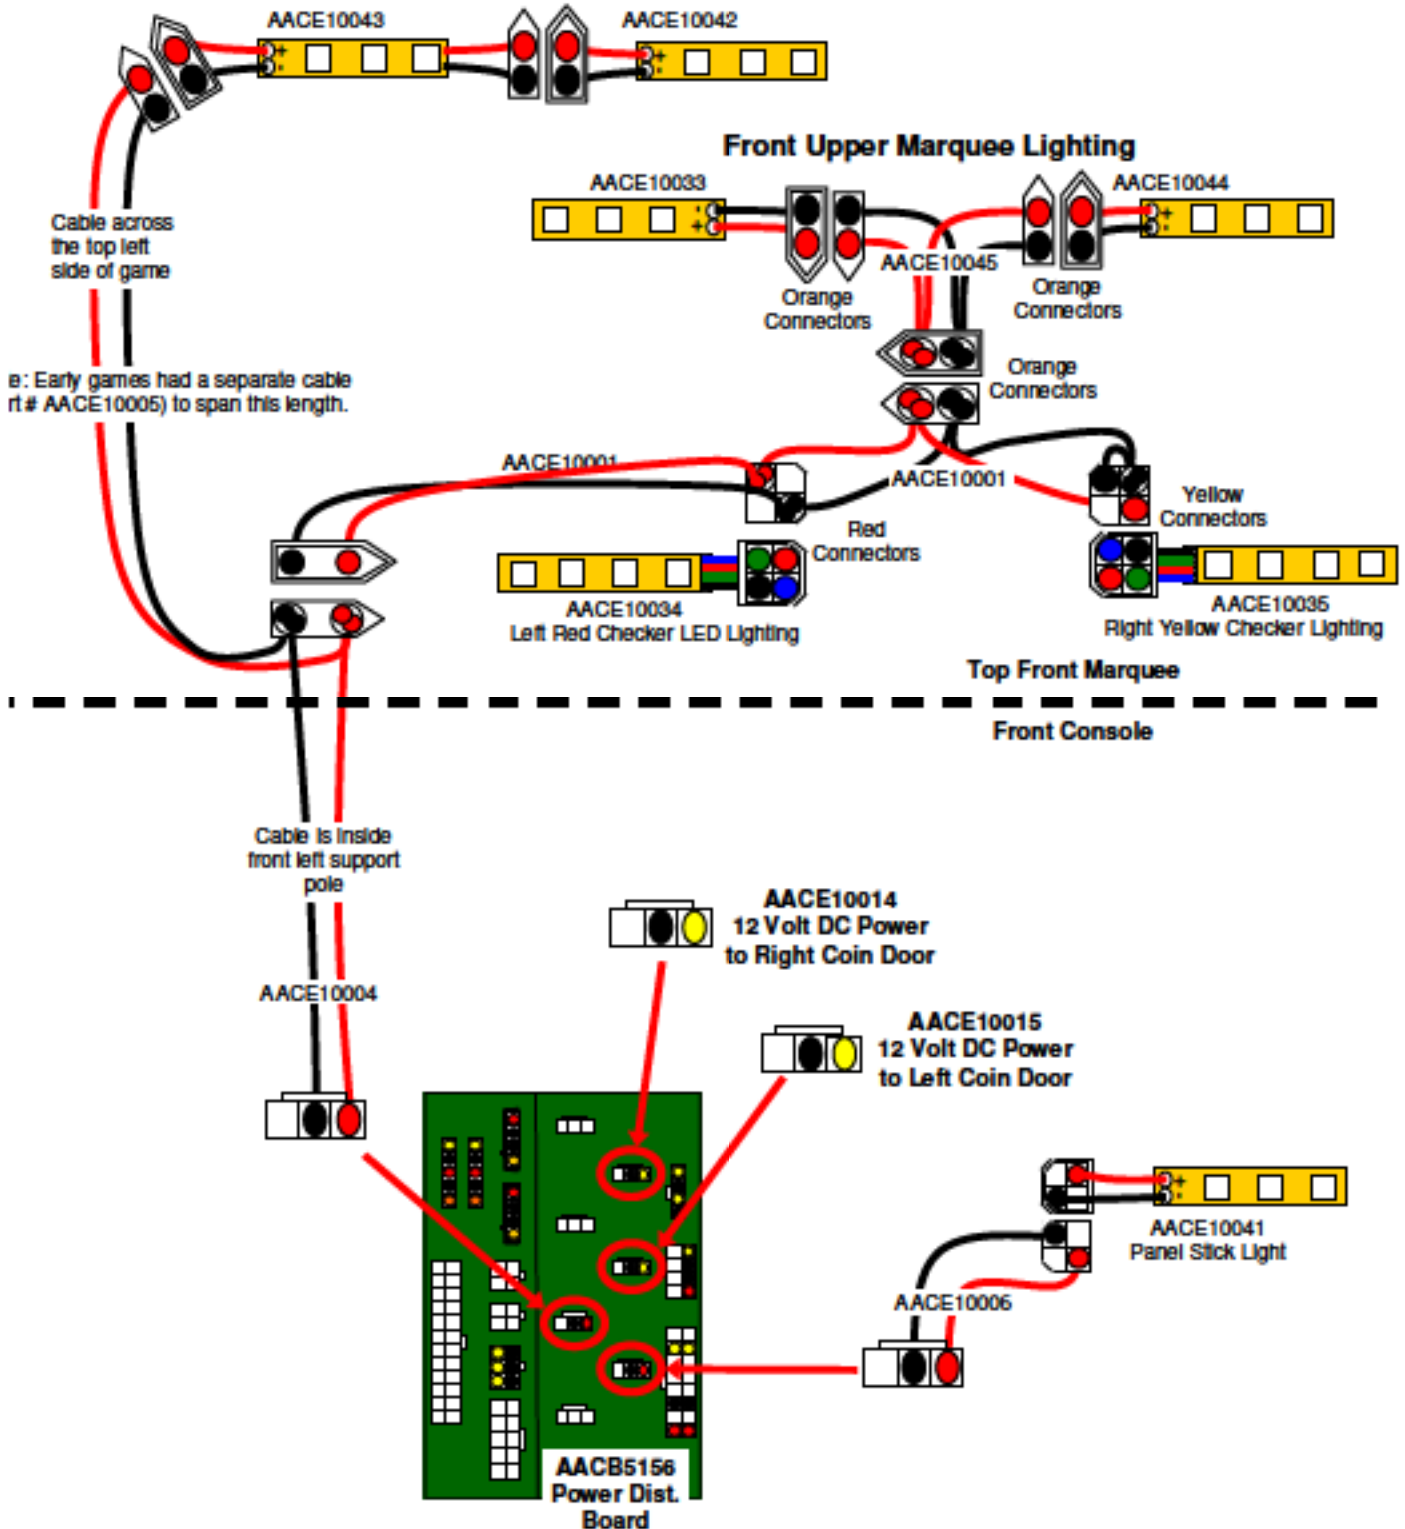 AACE10043
AACE10042
Front Upper Marquee Lighting
AACE10033
AACE10044
Cable across
the top left
side of game
AACE10045
Orange
Connectors
Orange
Connectors
Orange
Connectors
e: Early games had a separate cable
rt # AACE10005) to span this length.
AACE10001
AACE10001
Yellow
Connectors
Red
Connectors
AACE10034
Left Red Checker LED Lighting
AACE10035
Right Yellow Checker Lighting
Top Front Marquee
Front Console
Cable is inside
front left support
pole
AACE10014
12 Volt DC Power
to Right Coin Door
AACE10004
AACE10015
12 Volt DC Power
to Left Coin Door
AACE10041
Panel Stick Light
AACE10006
AACB5156
Power Dist.
Board